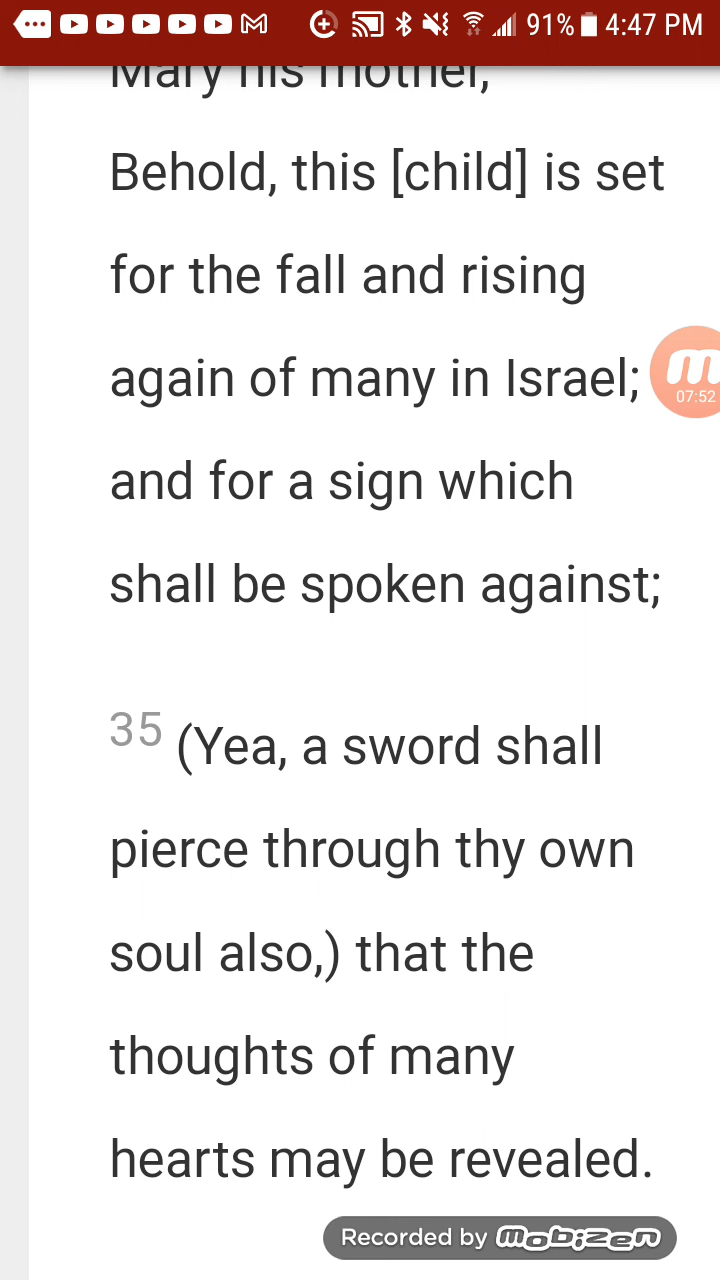 91% 4:47 PM
Mary his mother,
Behold, this [child] is set
for the fall and rising
again of many in Israel;
07:52
and for a sign which
shall be spoken against;
35 (Yea, a sword shall
pierce through thy own
soul also,) that the
thoughts of many
hearts may be revealed.
Recorded by mobizen